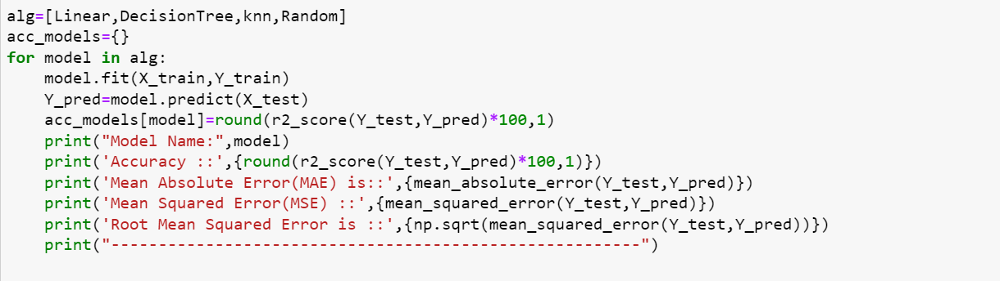 alg=[Linear,DecisionTree,knn,Random]
acc_models={}
for model in alg:
    model.fit(X_train,Y_train)
    Y_pred=model.predict(X_test)
    acc_models[model]=round(r2_score(Y_test,Y_pred)*100,1)
    print("Model Name:",model)
    print('Accuracy ::',{round(r2_score(Y_test,Y_pred)*100,1)})
    print('Mean Absolute Error(MAE) is::',{mean_absolute_error(Y_test,Y_pred)})
    print('Mean Squared Error(MSE) ::',{mean_squared_error(Y_test,Y_pred)})
    print('Root Mean Squared Error is ::',{np.sqrt(mean_squared_error(Y_test,Y_pred))})
    print("--------------------------------------------------------")